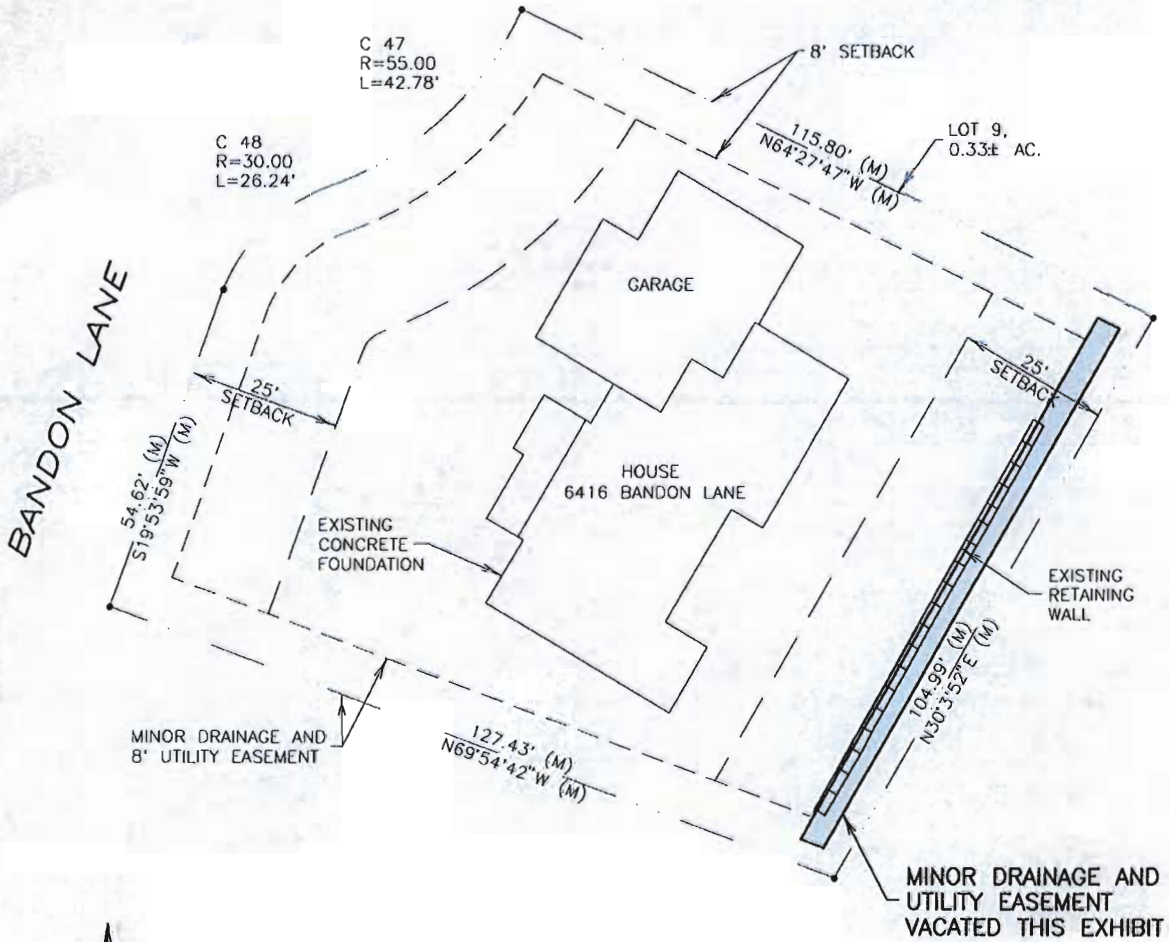 C 47
R=55.00
L=42.78'
8' SETBACK
C 48
R=30.00
L=26.24'
115.80' (M)
N64°27'47"W (M)
LOT 9,
0.33± AC.
GARAGE
BANDON LANE
25'
SETBACK
25'
SETBACK
54.62' (M)
S19°53'59"W (M)
HOUSE
6416 BANDON LANE
EXISTING
CONCRETE
FOUNDATION
EXISTING
RETAINING
WALL
104.99' (M)
N30°3'52"E (M)
MINOR DRAINAGE AND
8' UTILITY EASEMENT
127.43' (M)
N69°54'42"W (M)
MINOR DRAINAGE AND
UTILITY EASEMENT
VACATED THIS EXHIBIT